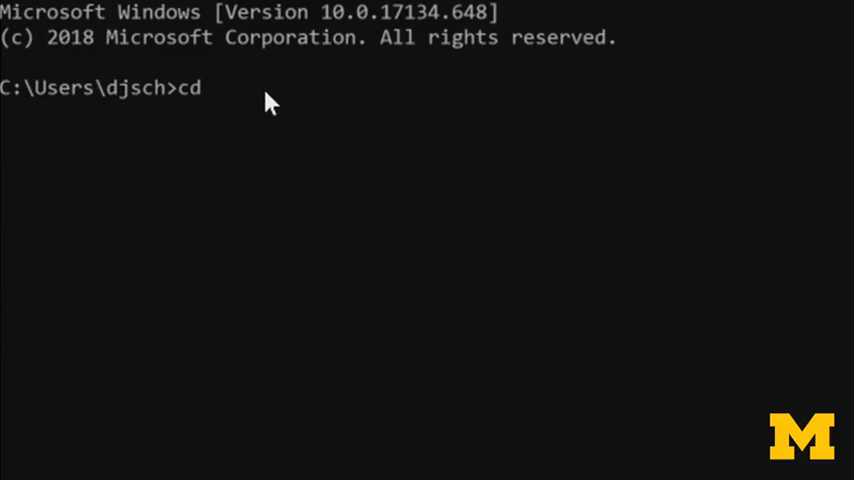 Microsoft Windows [Version 10.0.17134.648]
(c) 2018 Microsoft Corporation. All rights reserved.
C:\Users\djsch>cd
M